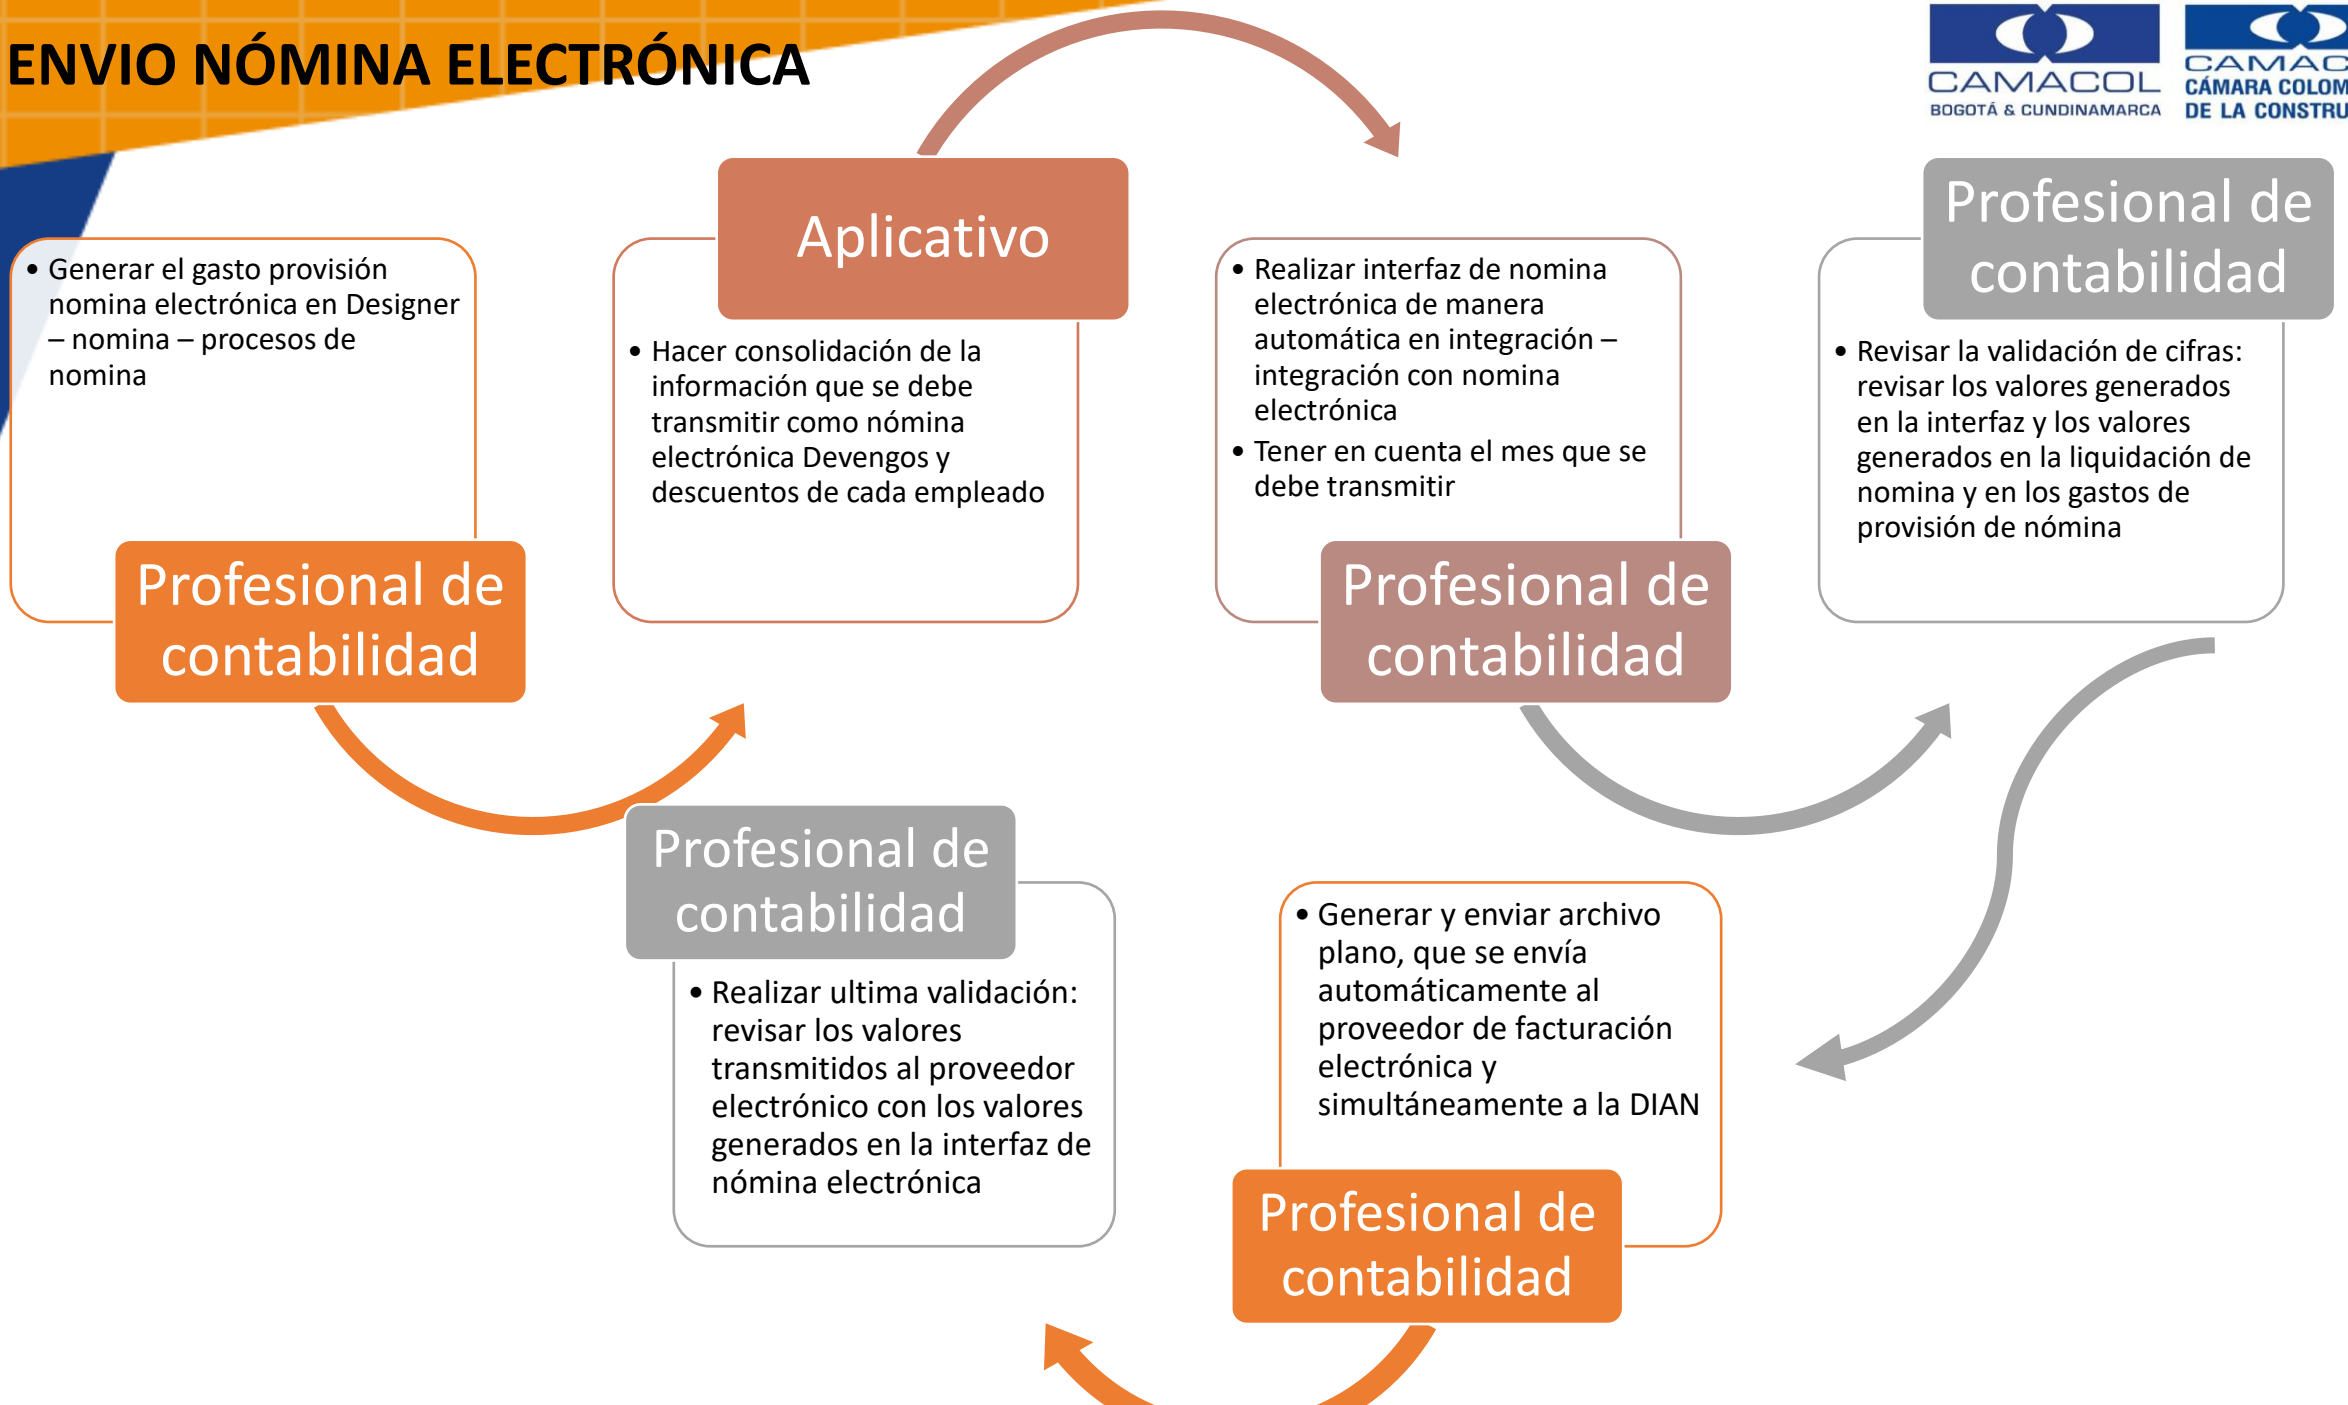 ENVIO NÓMINA ELECTRÓNICA
CAMACOL
BOGOTÁ & CUNDINAMARCA
• Generar el gasto provisión
nomina electrónica en Designer
– nomina – procesos de
nomina
Profesional de
contabilidad
Aplicativo
• Hacer consolidación de la
información que se debe
transmitir como nómina
electrónica Devengos y
descuentos de cada empleado
• Realizar interfaz de nomina
electrónica de manera
automática en integración –
integración con nomina
electrónica
• Tener en cuenta el mes que se
debe transmitir
Profesional de
contabilidad
Profesional de
contabilidad
• Revisar la validación de cifras:
revisar los valores generados
en la interfaz y los valores
generados en la liquidación de
nomina y en los gastos de
provisión de nómina
• Generar y enviar archivo
plano, que se envía
automáticamente al
proveedor de facturación
electrónica y
simultáneamente a la DIAN
Profesional de
contabilidad
Profesional de
contabilidad
• Realizar ultima validación:
revisar los valores
transmitidos al proveedor
electrónico con los valores
generados en la interfaz de
nómina electrónica
CÁMARA
DE LA